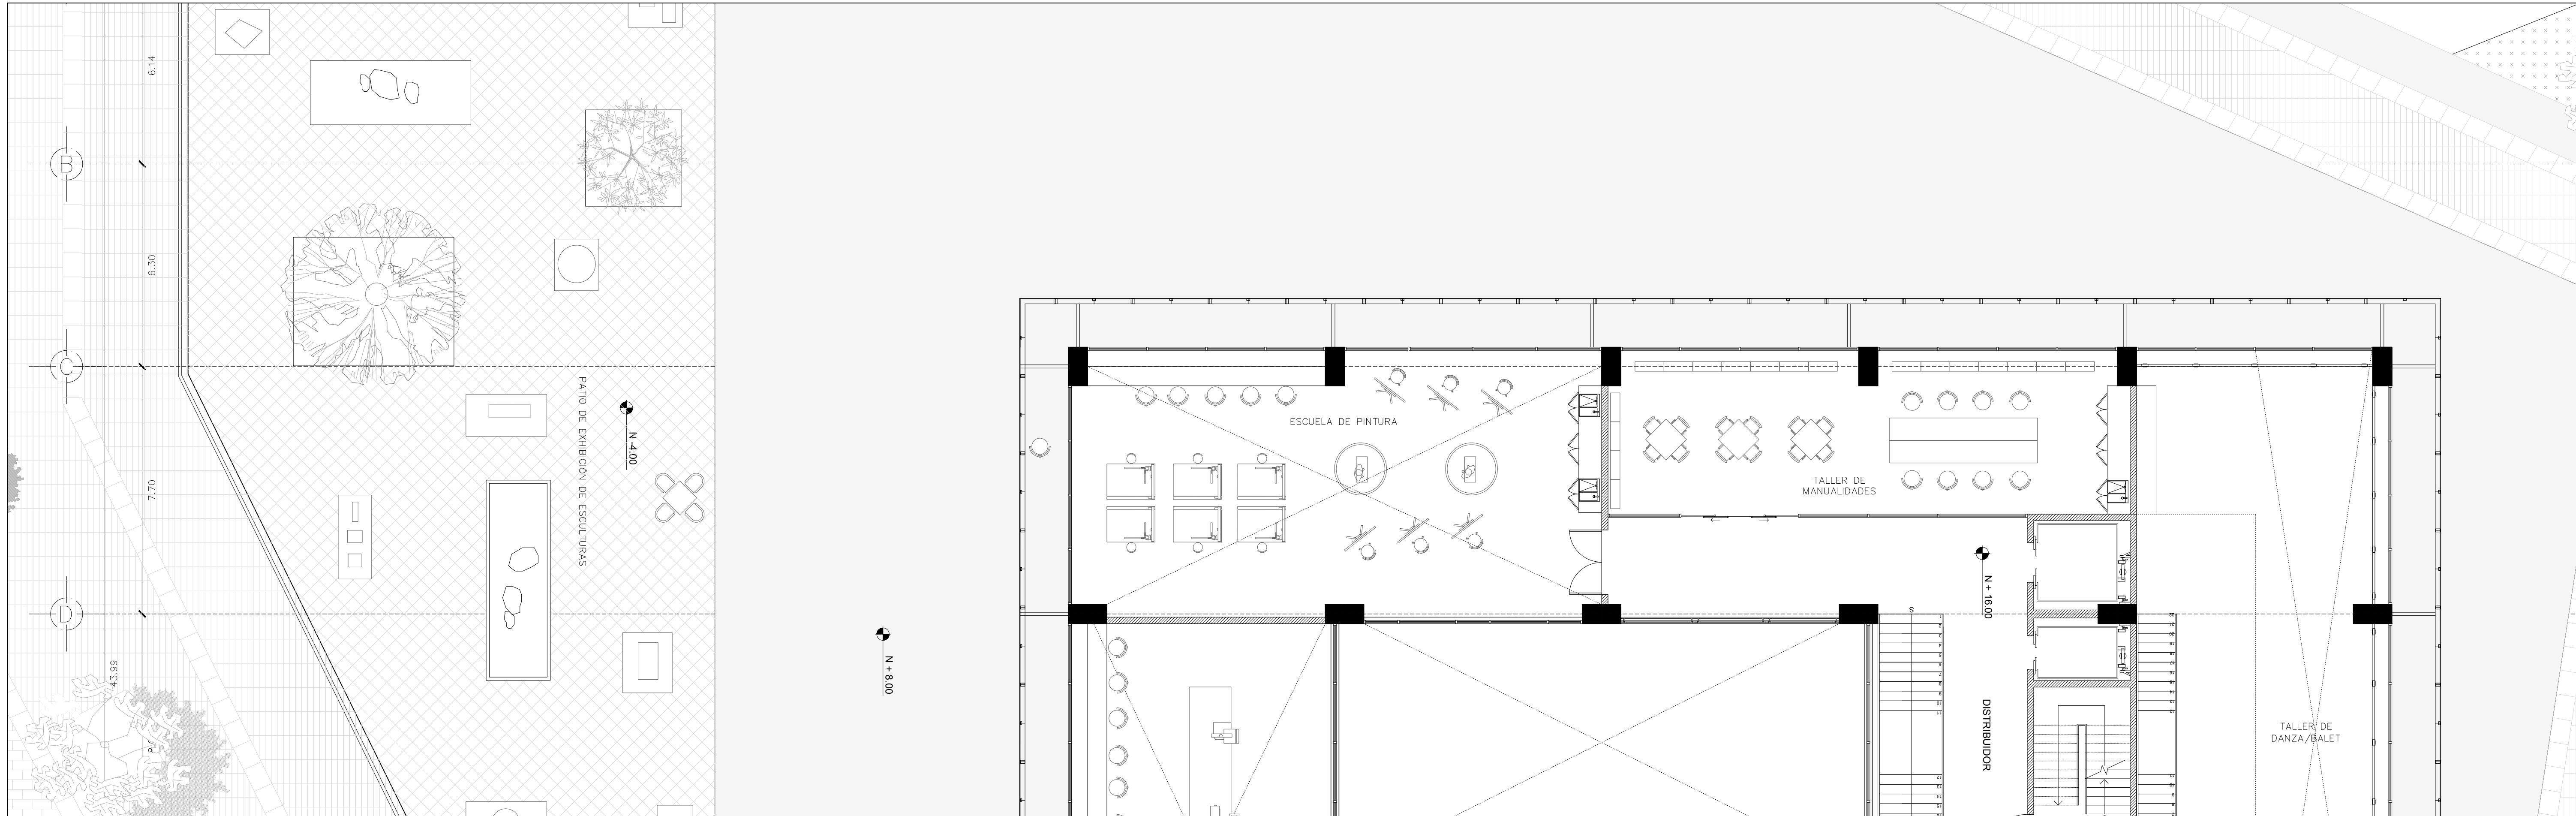 6.14
B
6.30
C
7.70
D
43.99
PATIO DE EXHIBICIÓN DE ESCULTURAS
N -4.00
N + 8.00
ESCUELA DE PINTURA
TALLER DE
MANUALIDADES
N + 16.00
S
DISTRIBUIDOR
TALLER DE
DANZA/BALET